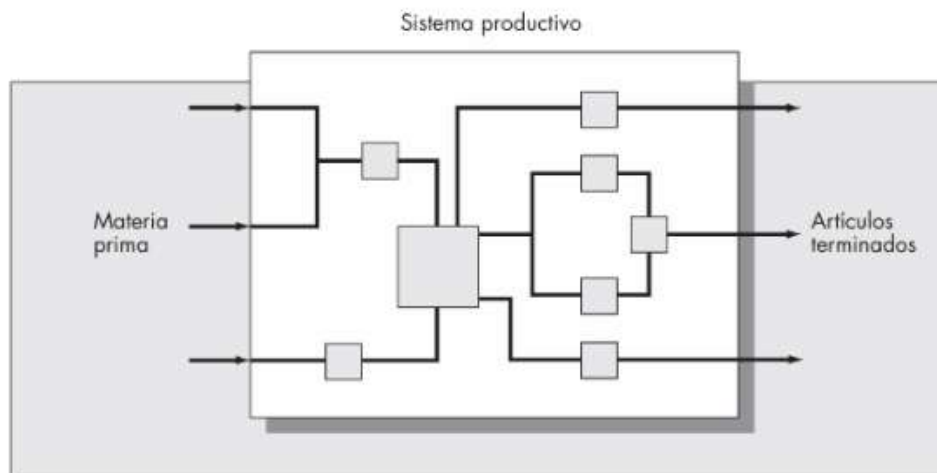 Sistema productivo
Materia
prima
Artículos
terminados